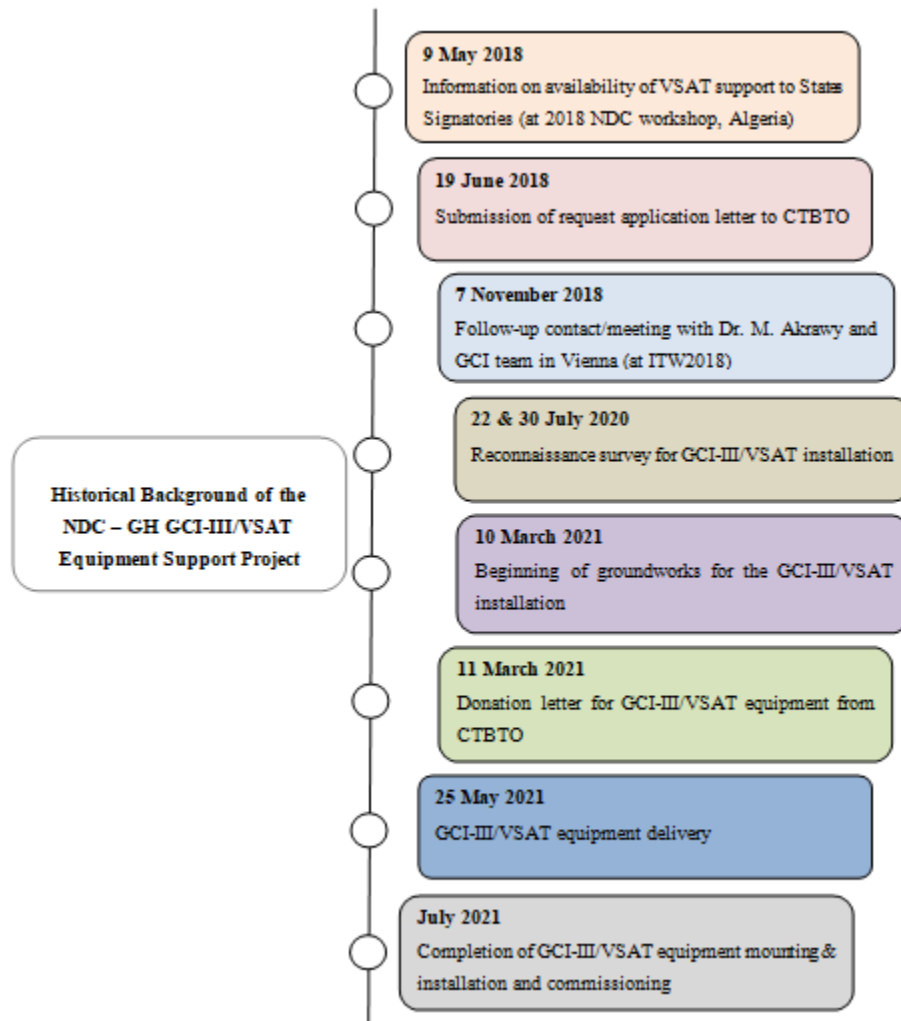 9 May 2018
Information on availability of VSAT support to States
Signatories (at 2018 NDC workshop, Algeria)
19 June 2018
Submission of request application letter to CTBTO
7 November 2018
Follow-up contact/meeting with Dr. M. Akrawy and
GCI team in Vienna (at ITW2018)
22 & 30 July 2020
Reconnaissance survey for GCI-III/VSAT installation
Historical Background of the
NDC – GH GCI-III/VSAT
Equipment Support Project
10 March 2021
Beginning of groundworks for the GCI-III/VSAT
installation
11 March 2021
Donation letter for GCI-III/VSAT equipment from
CTBTO
25 May 2021
GCI-III/VSAT equipment delivery
July 2021
Completion of GCI-III/VSAT equipment mounting &
installation and commissioning